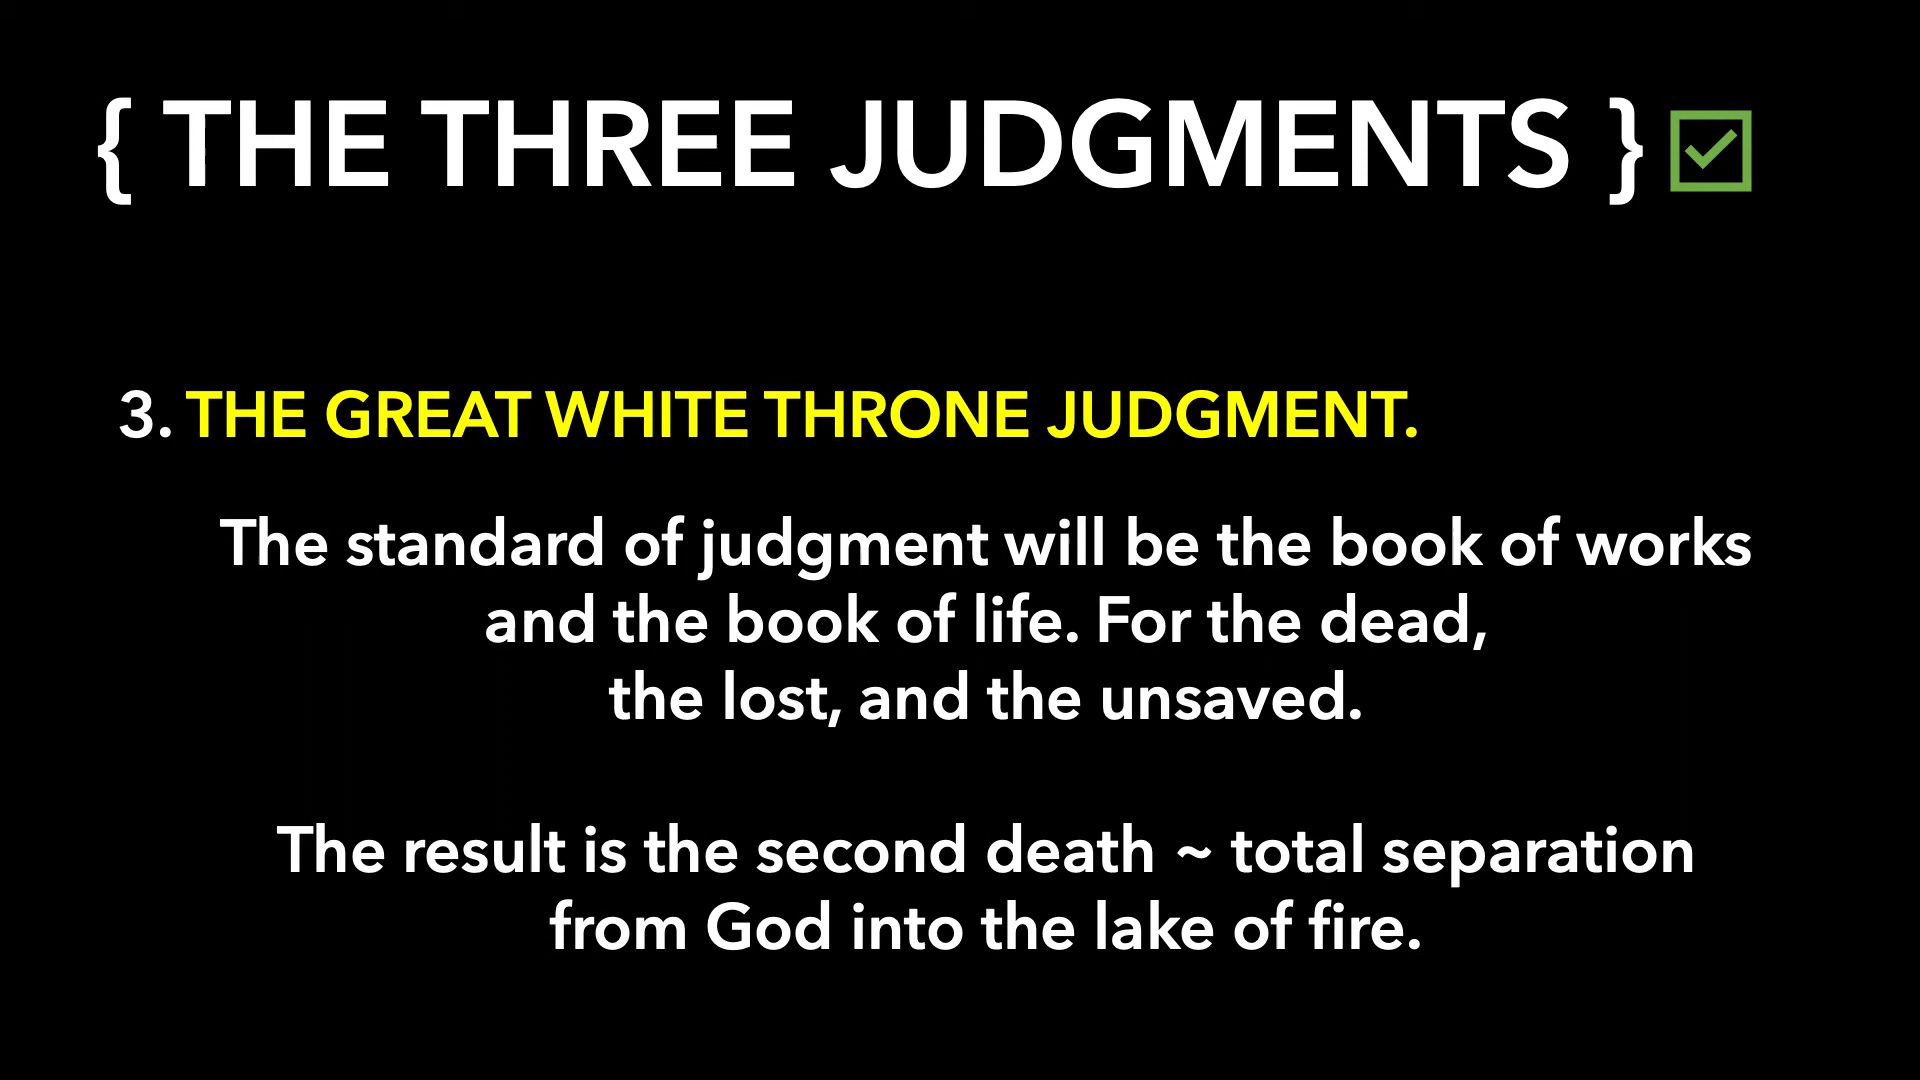 { THE THREE JUDGMENTS }
3. THE GREAT WHITE THRONE JUDGMENT.
The standard of judgment will be the book of works
and the book of life. For the dead,
the lost, and the unsaved.
The result is the second death ~ total separation
from God into the lake of fire.